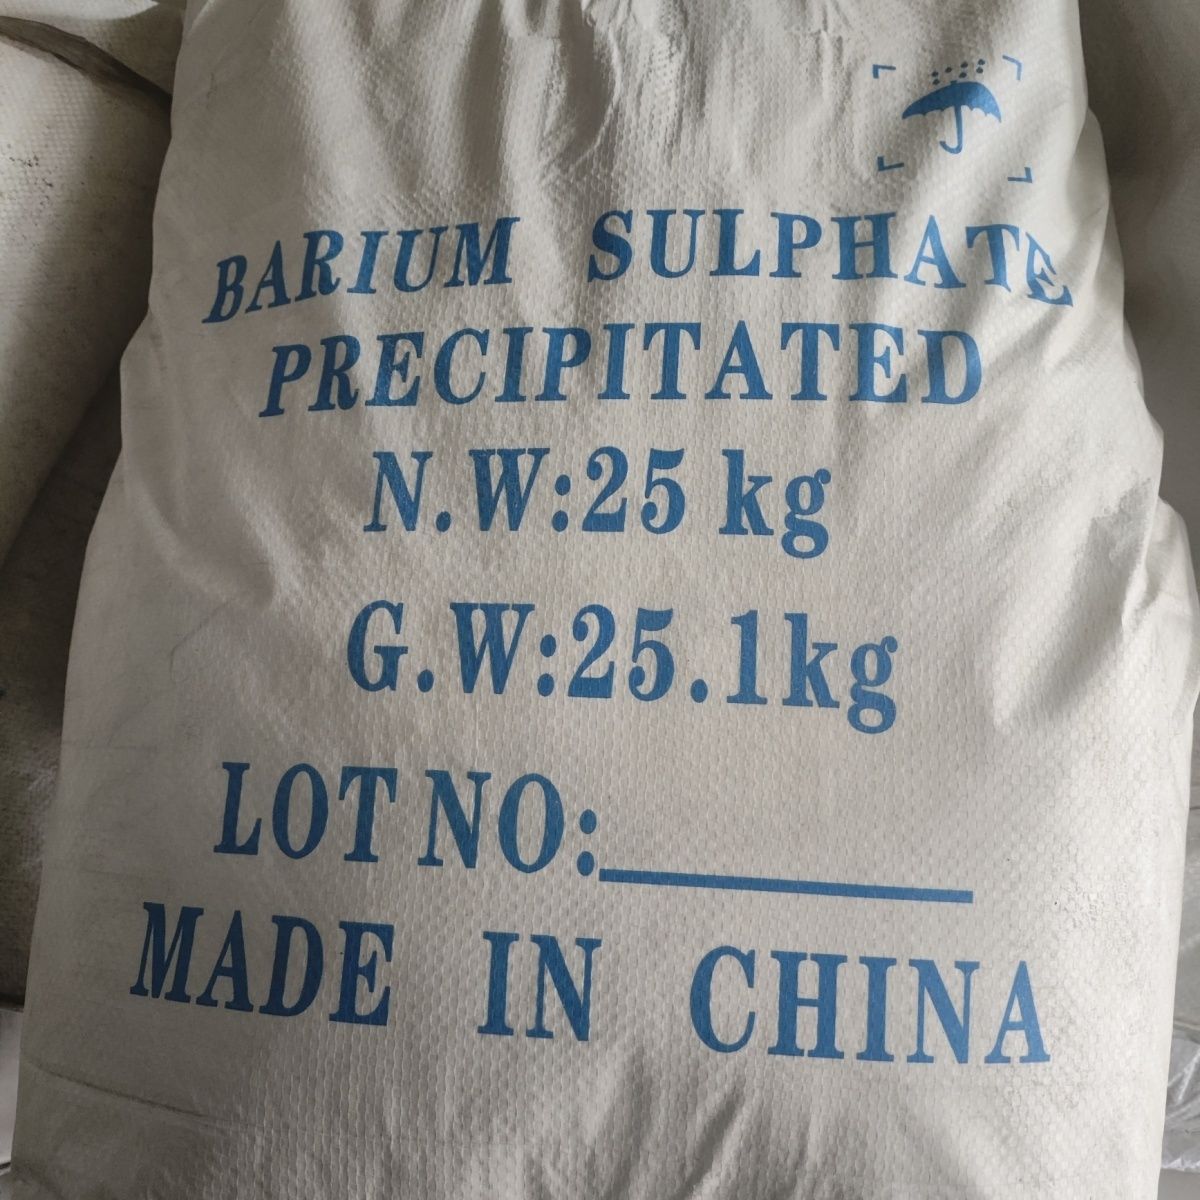 BARIUM SULPHATE
PRECIPITATED
N.W:25 kg
G.W:25.1kg
LOT NO:
MADE IN CHINA